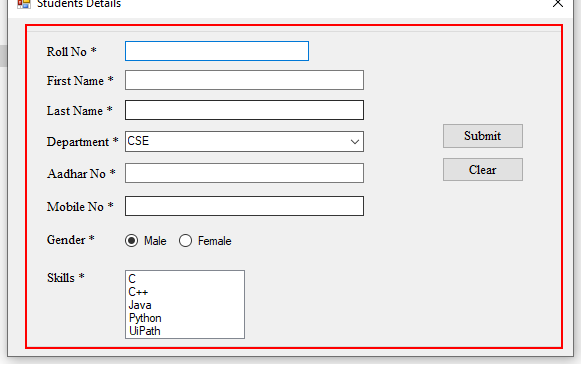 Students Details
Roll No *
First Name *
Last Name *
Department * CSE
Submit
Aadhar No *
Clear
Mobile No *
Gender * Male Female
Skills * C
C++
Java
Python
UiPath